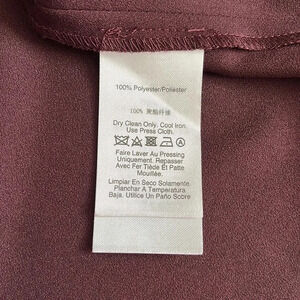 100% Polyester/Poliester
100% 聚酯纤维
Dry Clean Only. Cool Iron.
Use Press Cloth.
Faire Laver Au Pressing
Uniquement. Repasser
Avec Fer Tiède Et Patte
Mouillée.
Limpiar En Seco Solamente.
Planchar A Temperatura
Baja. Utilice Un Paño Score